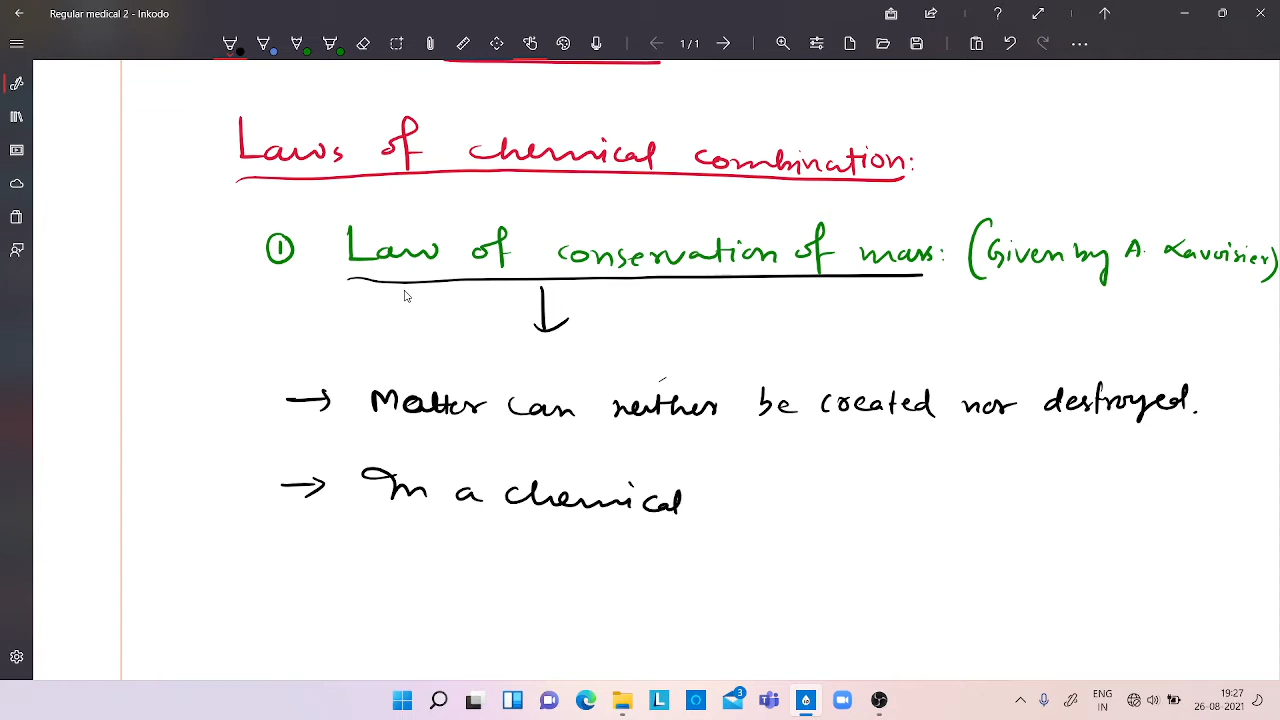 Regular medical 2 - Inkodo
1/1
Laws of chemical combination:
① Law of conservation of mass: (Given by A. Lavoisier)
→ Matter can neither be created nor destroyed.
→ In a chemical
3
ENG
IN
19:27
26-08-2021